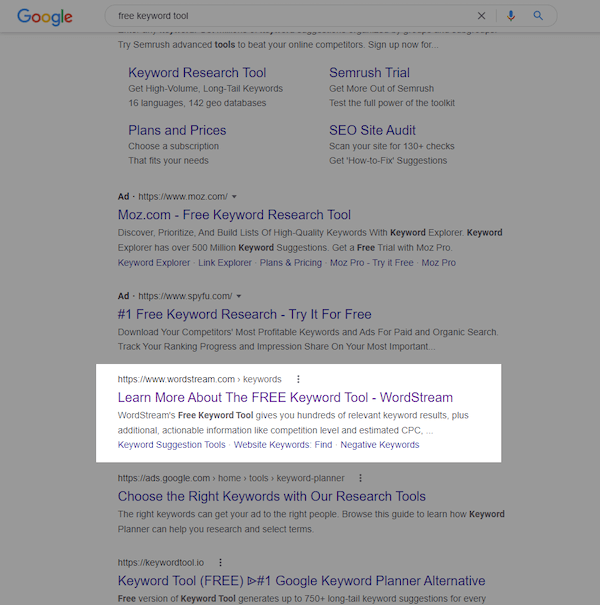 Google
free keyword tool
Try Semrush advanced tools to beat your online competitors. Sign up now for...
Keyword Research Tool
Get High-Volume, Long-Tail Keywords
16 languages, 142 geo databases
Semrush Trial
Get More Out of Semrush
Test the full power of the toolkit
Plans and Prices
Choose a subscription
That fits your needs
SEO Site Audit
Scan your site for 130+ checks
Get 'How-to-Fix' Suggestions
Ad · https://www.moz.com/
Moz.com - Free Keyword Research Tool
Discover, Prioritize, And Build Lists Of High-Quality Keywords With Keyword Explorer. Keyword
Explorer has over 500 Million Keyword Suggestions. Get a Free Trial with Moz Pro.
Keyword Explorer · Link Explorer · Plans & Pricing · Moz Pro - Try it Free · Moz Pro
Ad · https://www.spyfu.com/
#1 Free Keyword Research - Try It For Free
Download Your Competitors' Most Profitable Keywords and Ads For Paid and Organic Search.
Track Your Ranking Progress and Impression Share On Your Most Important...
https://www.wordstream.com › keywords
Learn More About The FREE Keyword Tool - WordStream
WordStream's Free Keyword Tool gives you hundreds of relevant keyword results, plus
additional, actionable information like competition level and estimated CPC, ...
Keyword Suggestion Tools · Website Keywords: Find · Negative Keywords
https://ads.google.com › home › tools › keyword-planner
Choose the Right Keywords with Our Research Tools
The right keywords can get your ad to the right people. Browse this guide to learn how Keyword
Planner can help you research and select terms.
https://keywordtool.io
Keyword Tool (FREE) ᐉ#1 Google Keyword Planner Alternative
Free version of Keyword Tool generates up to 750+ long-tail keyword suggestions for every